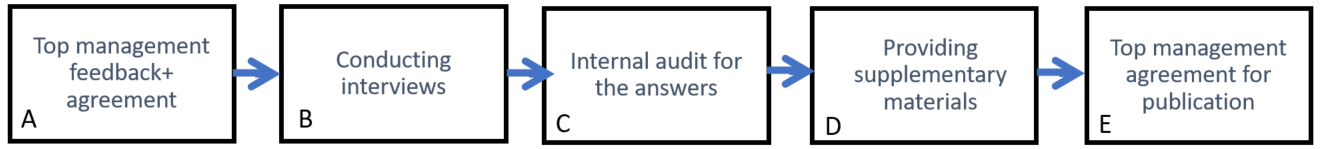 Top management
feedback+
agreement
A
Conducting
interviews
B
Internal audit for
the answers
C
Providing
supplementary
materials
D
Top management
agreement for
publication
E